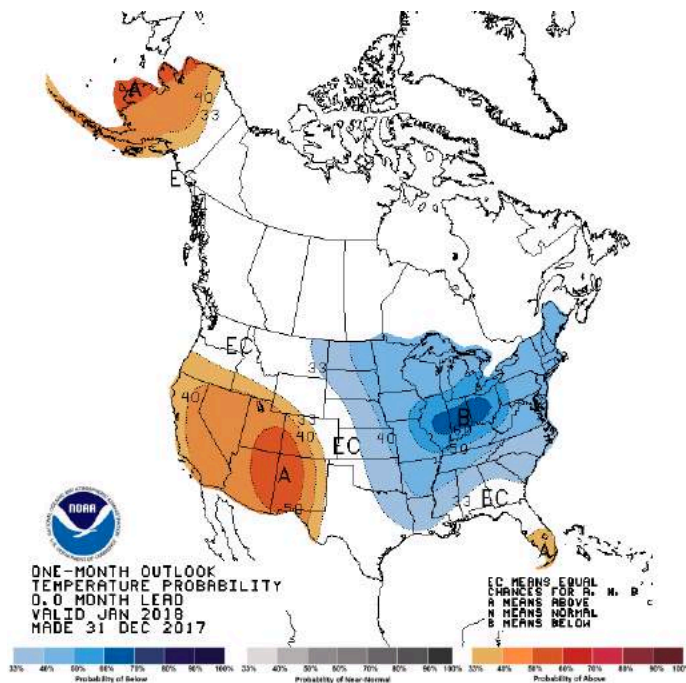 A
40
33
EC
EC
33
40
33
40
EC
40
B
50
A
50
33
EC
A
NOAA
ONE-MONTH OUTLOOK
TEMPERATURE PROBABILITY
0.0 MONTH LEAD
VALID JAN 2018
MADE 31 DEC 2017
EC MEANS EQUAL
CHANCES FOR A, N, B
A MEANS ABOVE
N MEANS NORMAL
B MEANS BELOW
33% 40% 50% 60% 70% 80% 90% 100%
Probability of Below
33% 40% 70% 80% 90% 100%
Probability of Near-Normal
33% 40% 50% 60% 70% 80% 90% 100%
Probability of Above